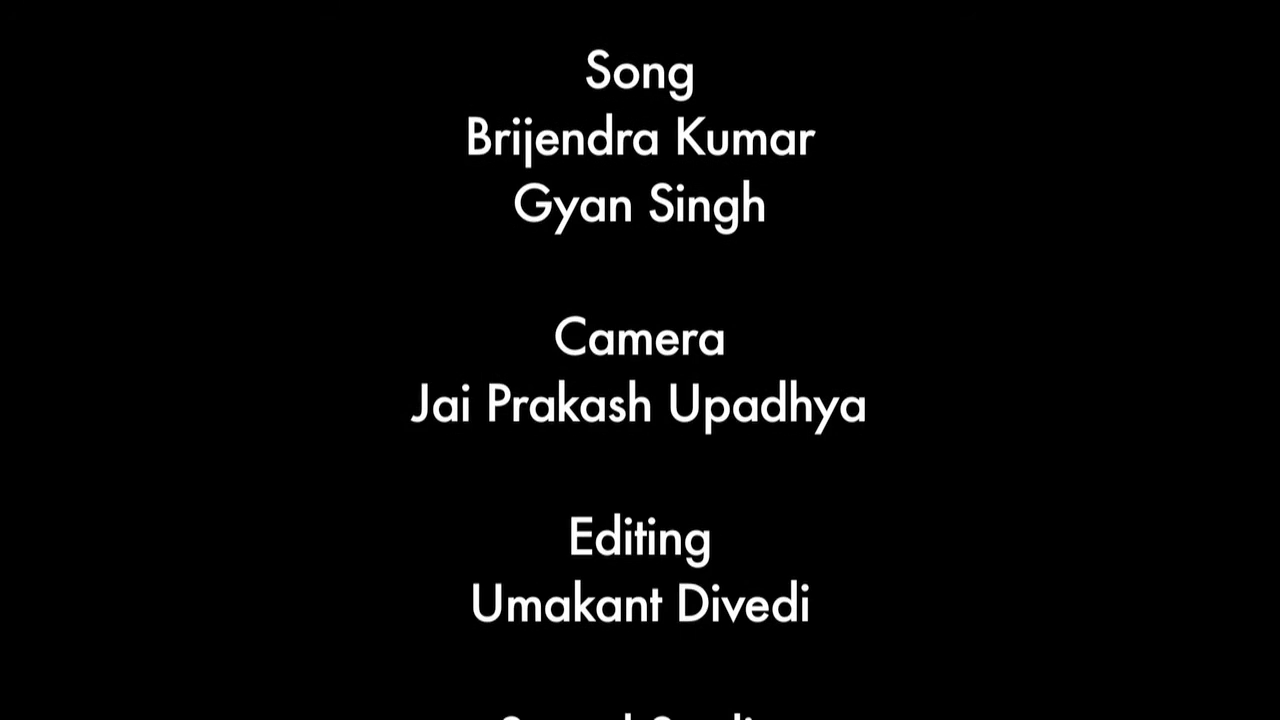 Song
Brijendra Kumar
Gyan Singh
Camera
Jai Prakash Upadhya
Editing
Umakant Divedi